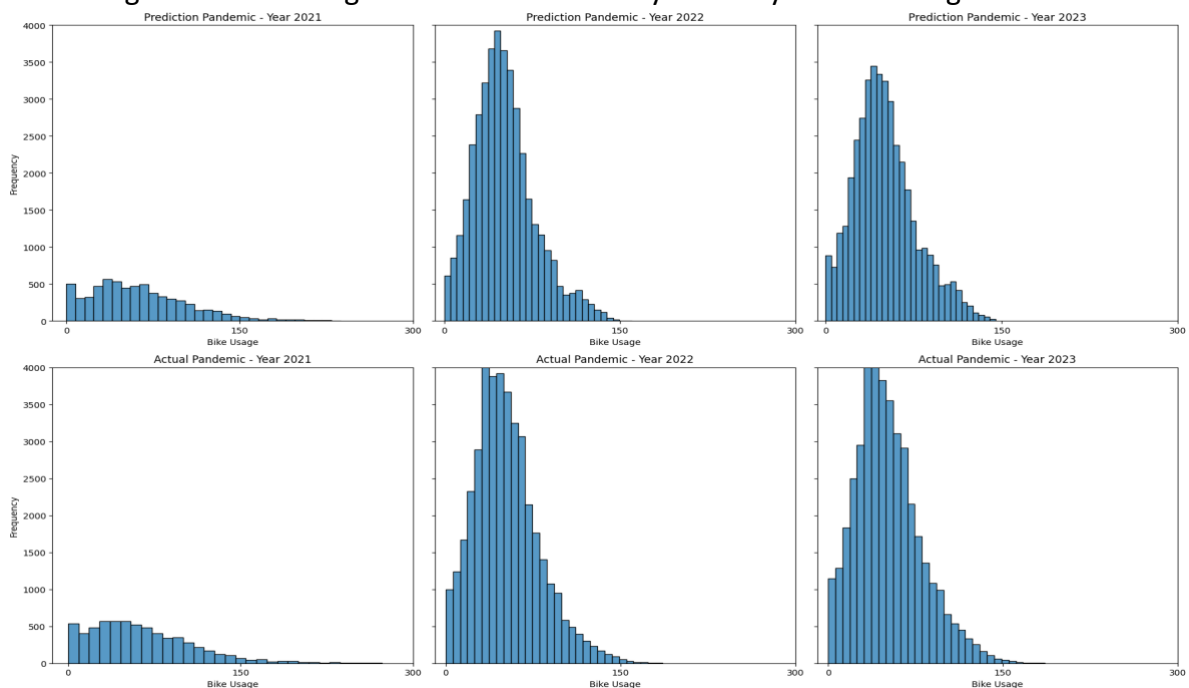 Prediction Pandemic - Year 2021
Prediction Pandemic - Year 2022
Prediction Pandemic - Year 2023
4000
3500
3000
2500
2000
1500
1000
500
0
Frequency
0 150 300
0 150 300
0 150 300
Bike Usage
Bike Usage
Bike Usage
Actual Pandemic - Year 2021
Actual Pandemic - Year 2022
Actual Pandemic - Year 2023
4000
3500
3000
2500
2000
1500
1000
500
0
Frequency
0 150 300
0 150 300
0 150 300
Bike Usage
Bike Usage
Bike Usage